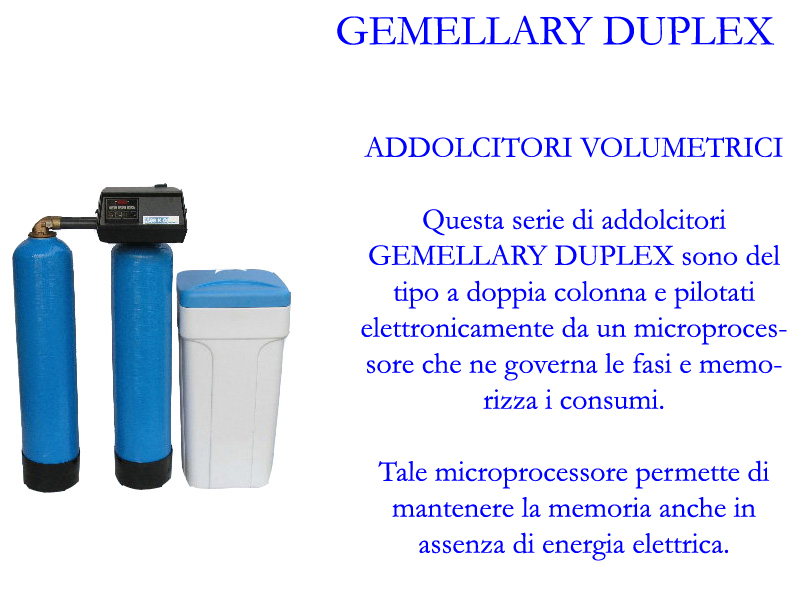 GEMELLARY DUPLEX
ADDOLCITORI VOLUMETRICI
Questa serie di addolcitori
GEMELLARY DUPLEX sono del
tipo a doppia colonna e pilotati
elettronicamente da un microproces-
sore che ne governa le fasi e memo-
rizza i consumi.
Tale microprocessore permette di
mantenere la memoria anche in
assenza di energia elettrica.